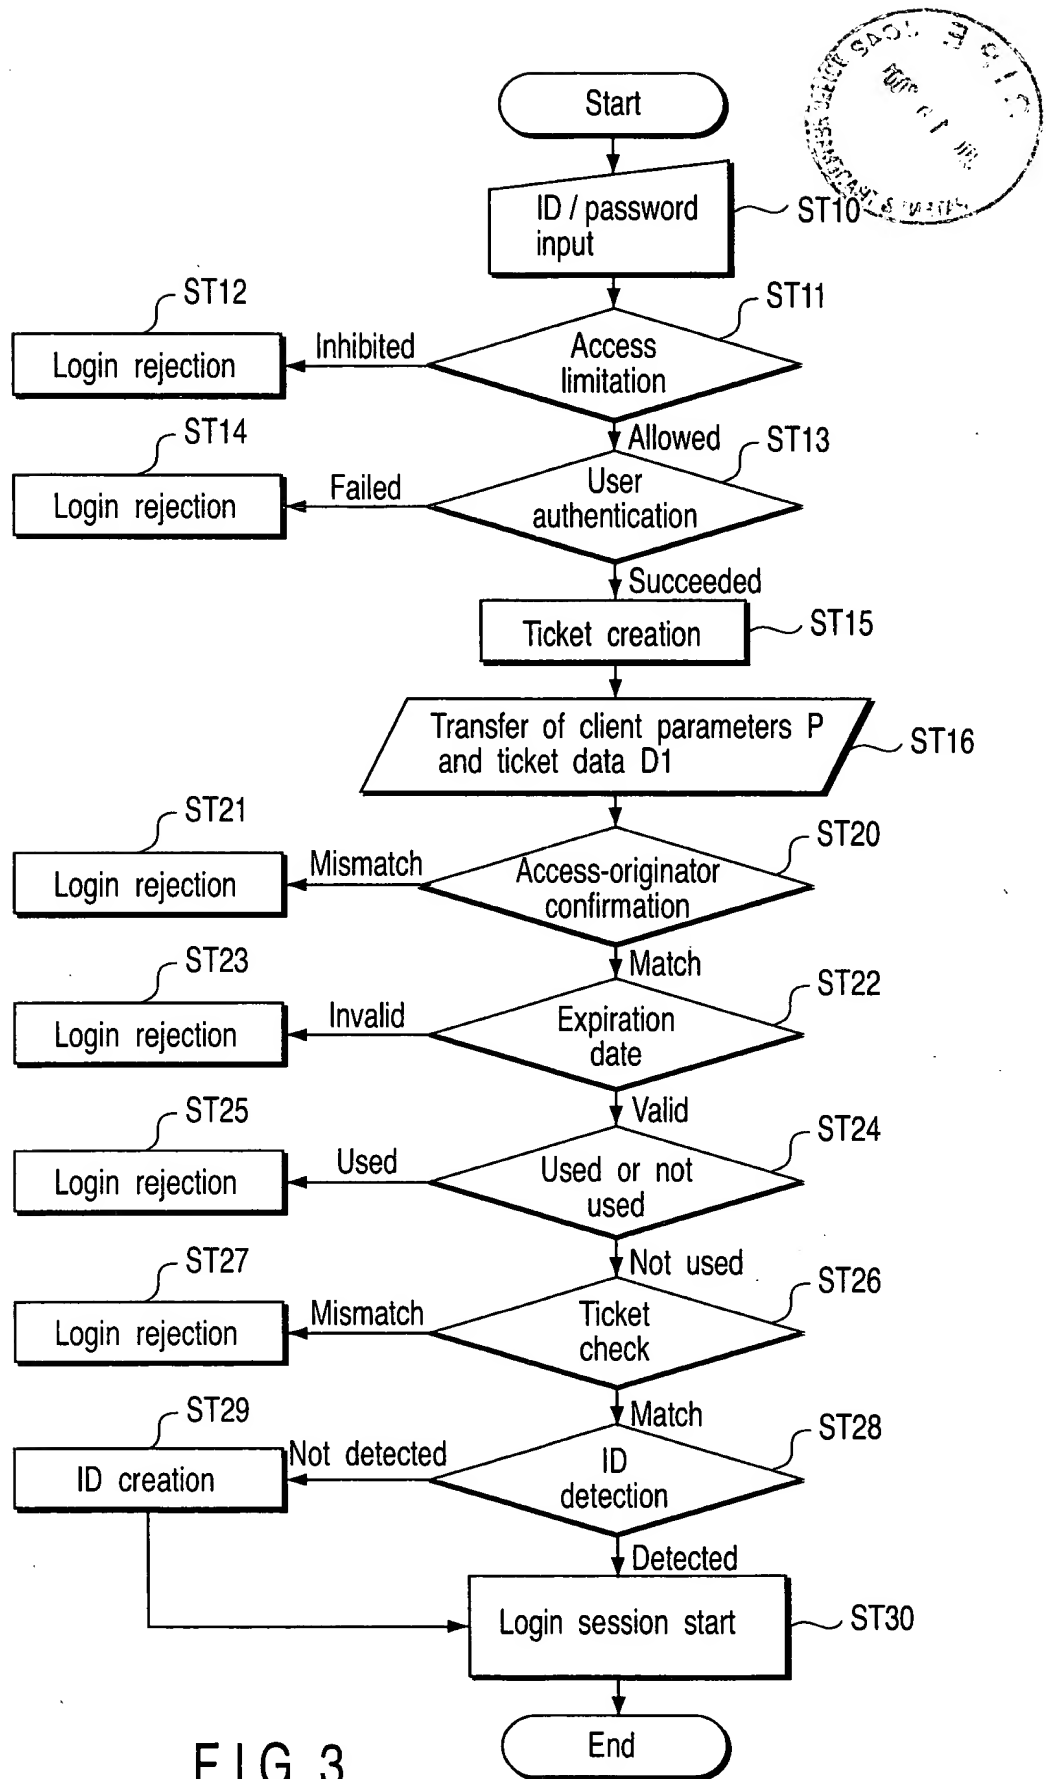 Start
ID / password
input
ST10
ST11
Access
limitation
Inhibited
ST12
Login rejection
Allowed
ST13
User
authentication
Failed
ST14
Login rejection
Succeeded
Ticket creation
ST15
Transfer of client parameters P
and ticket data D1
ST16
ST20
Access-originator
confirmation
Mismatch
ST21
Login rejection
Match
ST22
Expiration
date
Invalid
ST23
Login rejection
Valid
ST24
Used or not
used
Used
ST25
Login rejection
Not used
ST26
Ticket
check
Mismatch
ST27
Login rejection
Match
ST28
ID
detection
Not detected
ST29
ID creation
Detected
Login session start
ST30
End
FIG. 3